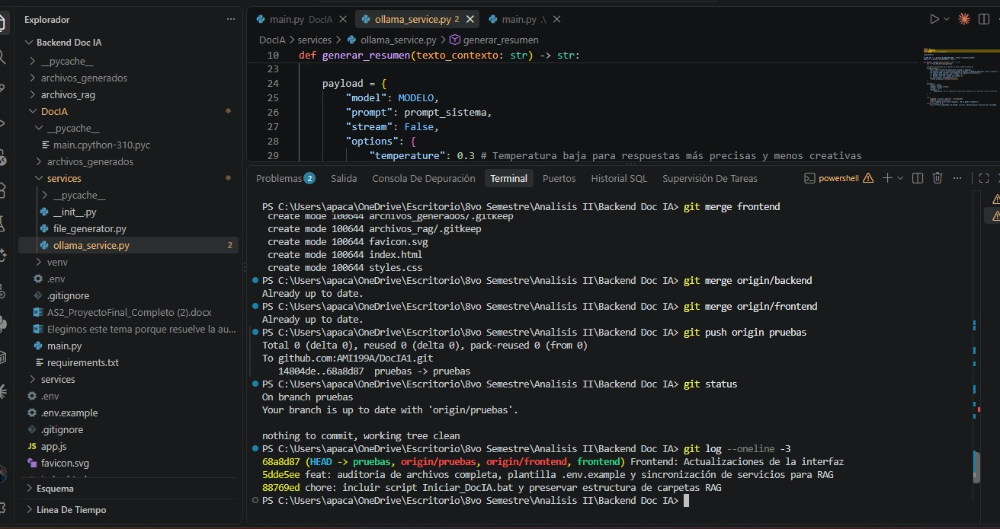 Explorador
Backend Doc IA
__pycache__
archivos_generados
archivos_rag
DocIA
__pycache__
main.cpython-310.pyc
archivos_generados
services
__pycache__
__init__.py
file_generator.py
ollama_service.py 2
venv
.env
.gitignore
AS2_ProyectoFinal_Completo (2).docx
Elegimos este tema porque resuelve la au...
main.py
requirements.txt
services
.env
.env.example
.gitignore
JS app.js
favicon.svg
Esquema
Línea De Tiempo
main.py DocIA
ollama_service.py 2
main.py .\
DocIA > services > ollama_service.py > generar_resumen
10 def generar_resumen(texto_contexto: str) -> str:
23
24 payload = {
25 "model": MODELO,
26 "prompt": prompt_sistema,
27 "stream": False,
28 "options": {
29 "temperature": 0.3 # Temperatura baja para respuestas más precisas y menos creativas
Problemas 2 Salida Consola De Depuración Terminal Puertos Historial SQL Supervisión De Tareas
powershell
PS C:\Users\apaca\OneDrive\Escritorio\8vo Semestre\Analisis II\Backend Doc IA> git merge frontend
create mode 100644 archivos_generados/.gitkeep
create mode 100644 archivos_rag/.gitkeep
create mode 100644 favicon.svg
create mode 100644 index.html
create mode 100644 styles.css
PS C:\Users\apaca\OneDrive\Escritorio\8vo Semestre\Analisis II\Backend Doc IA> git merge origin/backend
Already up to date.
PS C:\Users\apaca\OneDrive\Escritorio\8vo Semestre\Analisis II\Backend Doc IA> git merge origin/frontend
Already up to date.
PS C:\Users\apaca\OneDrive\Escritorio\8vo Semestre\Analisis II\Backend Doc IA> git push origin pruebas
Total 0 (delta 0), reused 0 (delta 0), pack-reused 0 (from 0)
To github.com:AMI199A/DocIA1.git
14804de..68a8d87 pruebas -> pruebas
PS C:\Users\apaca\OneDrive\Escritorio\8vo Semestre\Analisis II\Backend Doc IA> git status
On branch pruebas
Your branch is up to date with 'origin/pruebas'.
nothing to commit, working tree clean
PS C:\Users\apaca\OneDrive\Escritorio\8vo Semestre\Analisis II\Backend Doc IA> git log --oneline -3
68a8d87 (HEAD -> pruebas, origin/pruebas, origin/frontend, frontend) Frontend: Actualizaciones de la interfaz
5dde5ee feat: auditoria de archivos completa, plantilla .env.example y sincronización de servicios para RAG
88769ed chore: incluir script Iniciar_DocIA.bat y preservar estructura de carpetas RAG
PS C:\Users\apaca\OneDrive\Escritorio\8vo Semestre\Analisis II\Backend Doc IA>